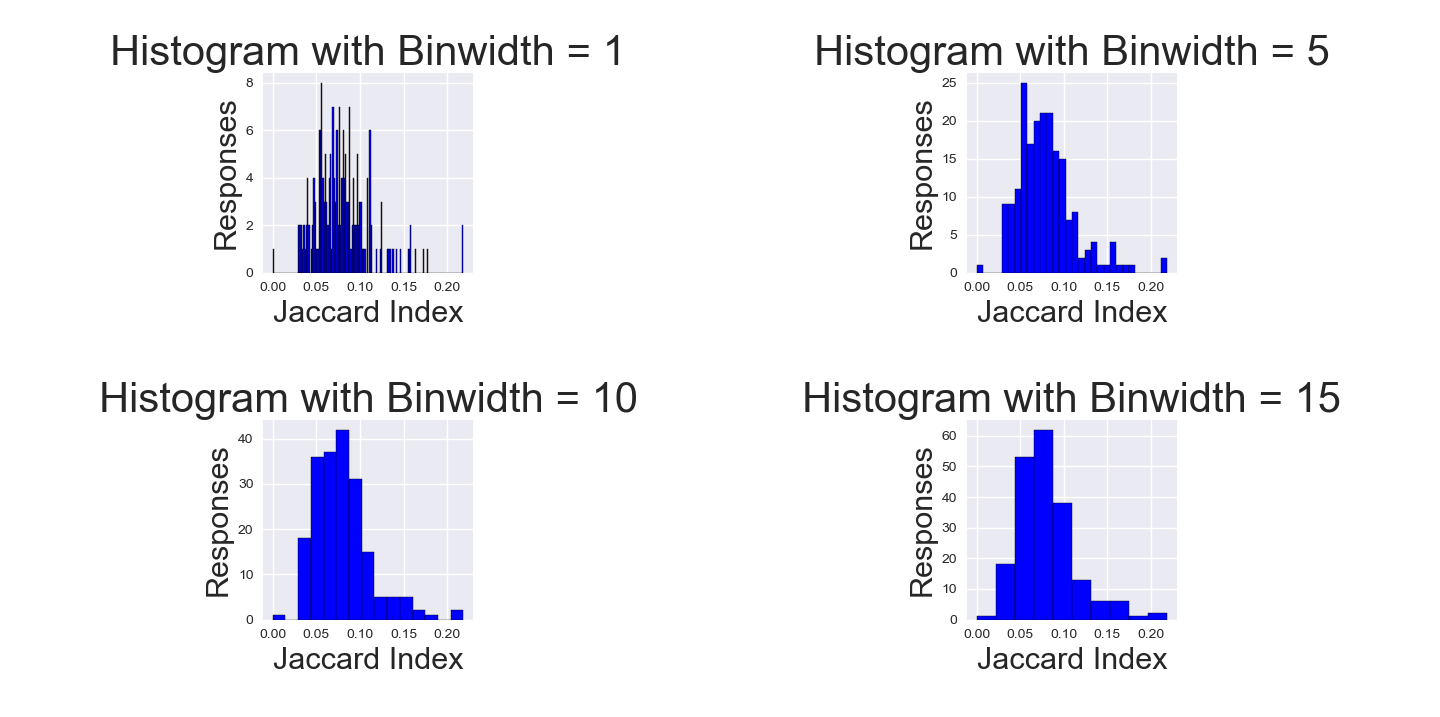 Histogram with Binwidth = 1
8
6
4
2
0
Responses
0.00 0.05 0.10 0.15 0.20
Jaccard Index
Histogram with Binwidth = 5
25
20
15
10
5
0
Responses
0.00 0.05 0.10 0.15 0.20
Jaccard Index
Histogram with Binwidth = 10
40
30
20
10
0
Responses
0.00 0.05 0.10 0.15 0.20
Jaccard Index
Histogram with Binwidth = 15
60
50
40
30
20
10
0
Responses
0.00 0.05 0.10 0.15 0.20
Jaccard Index